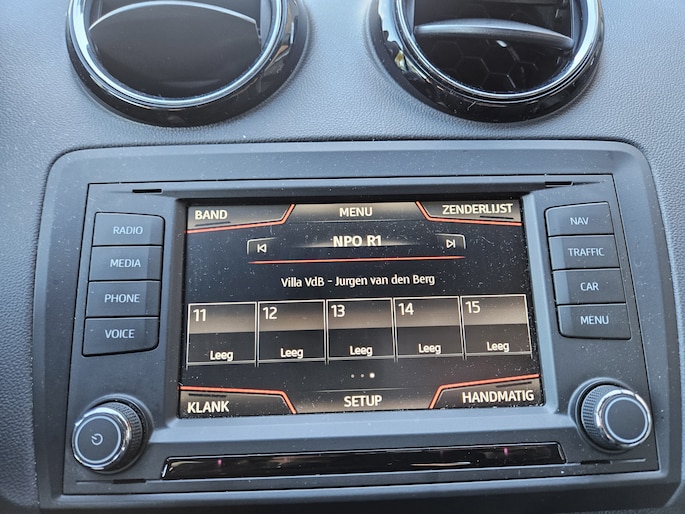 BAND MENU ZENDERLIJST
RADIO
MEDIA
PHONE
VOICE
NPO R1
Villa VdB - Jurgen van den Berg
11 12 13 14 15
Leeg Leeg Leeg Leeg Leeg
KLANK SETUP HANDMATIG
NAV
TRAFFIC
CAR
MENU